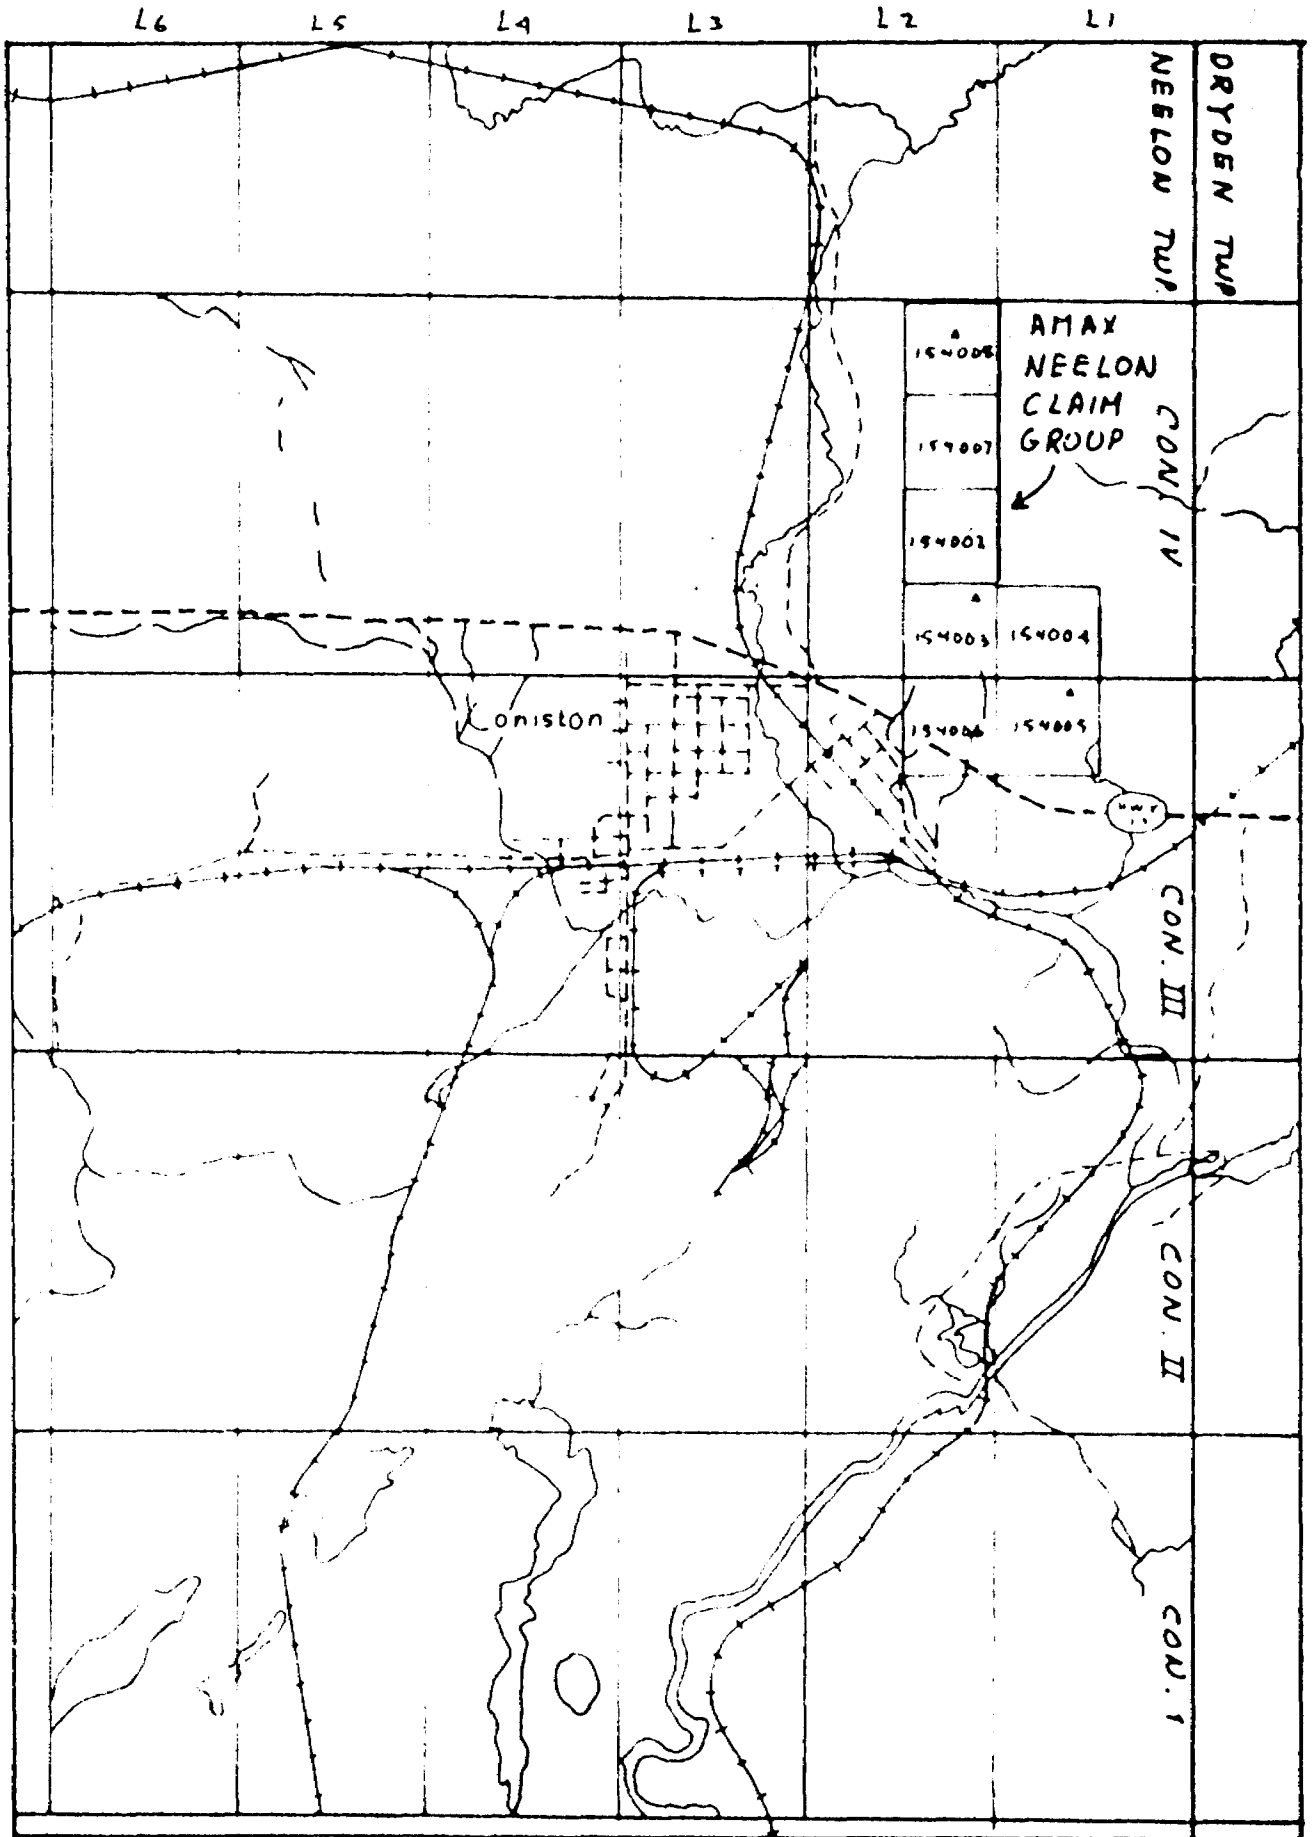 L6 L5 L4 L3 L2 L1
DRYDEN TWP
NEELON TWP.
AMAX
NEELON
CLAIM
GROUP
CON. IV
154008
154007
154002
154003 154004
154006 154005
Coniston
HWY
CON. III
CON. II
CON. I